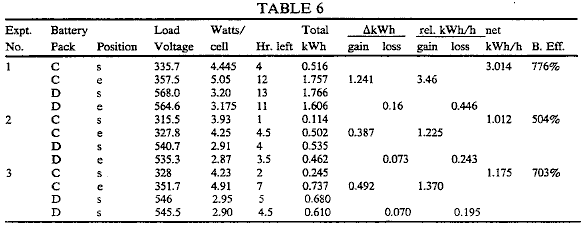 TABLE 6
Expt. Battery Load Watts/ Total ΔkWh rel. kWh/h net
No. Pack Position Voltage cell Hr. left kWh gain loss gain loss kWh/h B. Eff.
1 C s 335.7 4.445 4 0.516 3.014 776%
C e 357.5 5.05 12 1.757 1.241 3.46
D s 568.0 3.20 13 1.766
D e 564.6 3.175 11 1.606 0.16 0.446
2 C s 315.5 3.93 1 0.114 1.012 504%
C e 327.8 4.25 4.5 0.502 0.387 1.225
D s 540.7 2.91 4 0.535
D e 535.3 2.87 3.5 0.462 0.073 0.243
3 C s 328 4.23 2 0.245 1.175 703%
C e 351.7 4.91 7 0.737 0.492 1.370
D s 546 2.95 5 0.680
D s 545.5 2.90 4.5 0.610 0.070 0.195